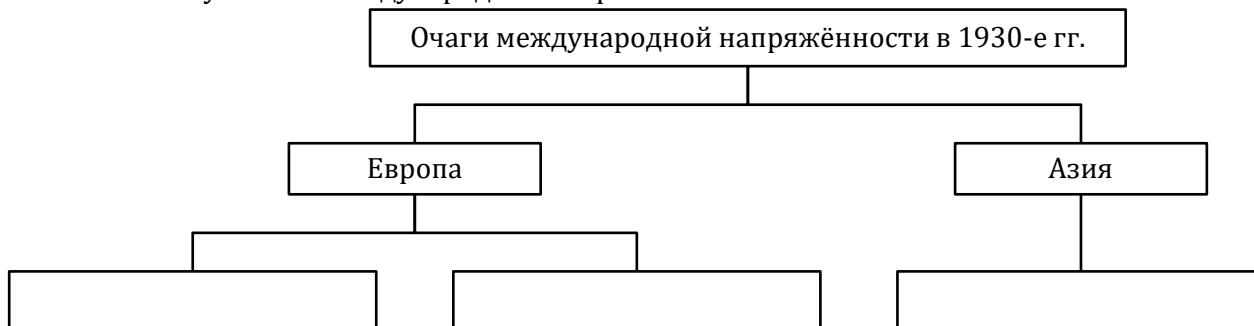 Очаги международной напряжённости в 1930-е гг.
Европа
Азия